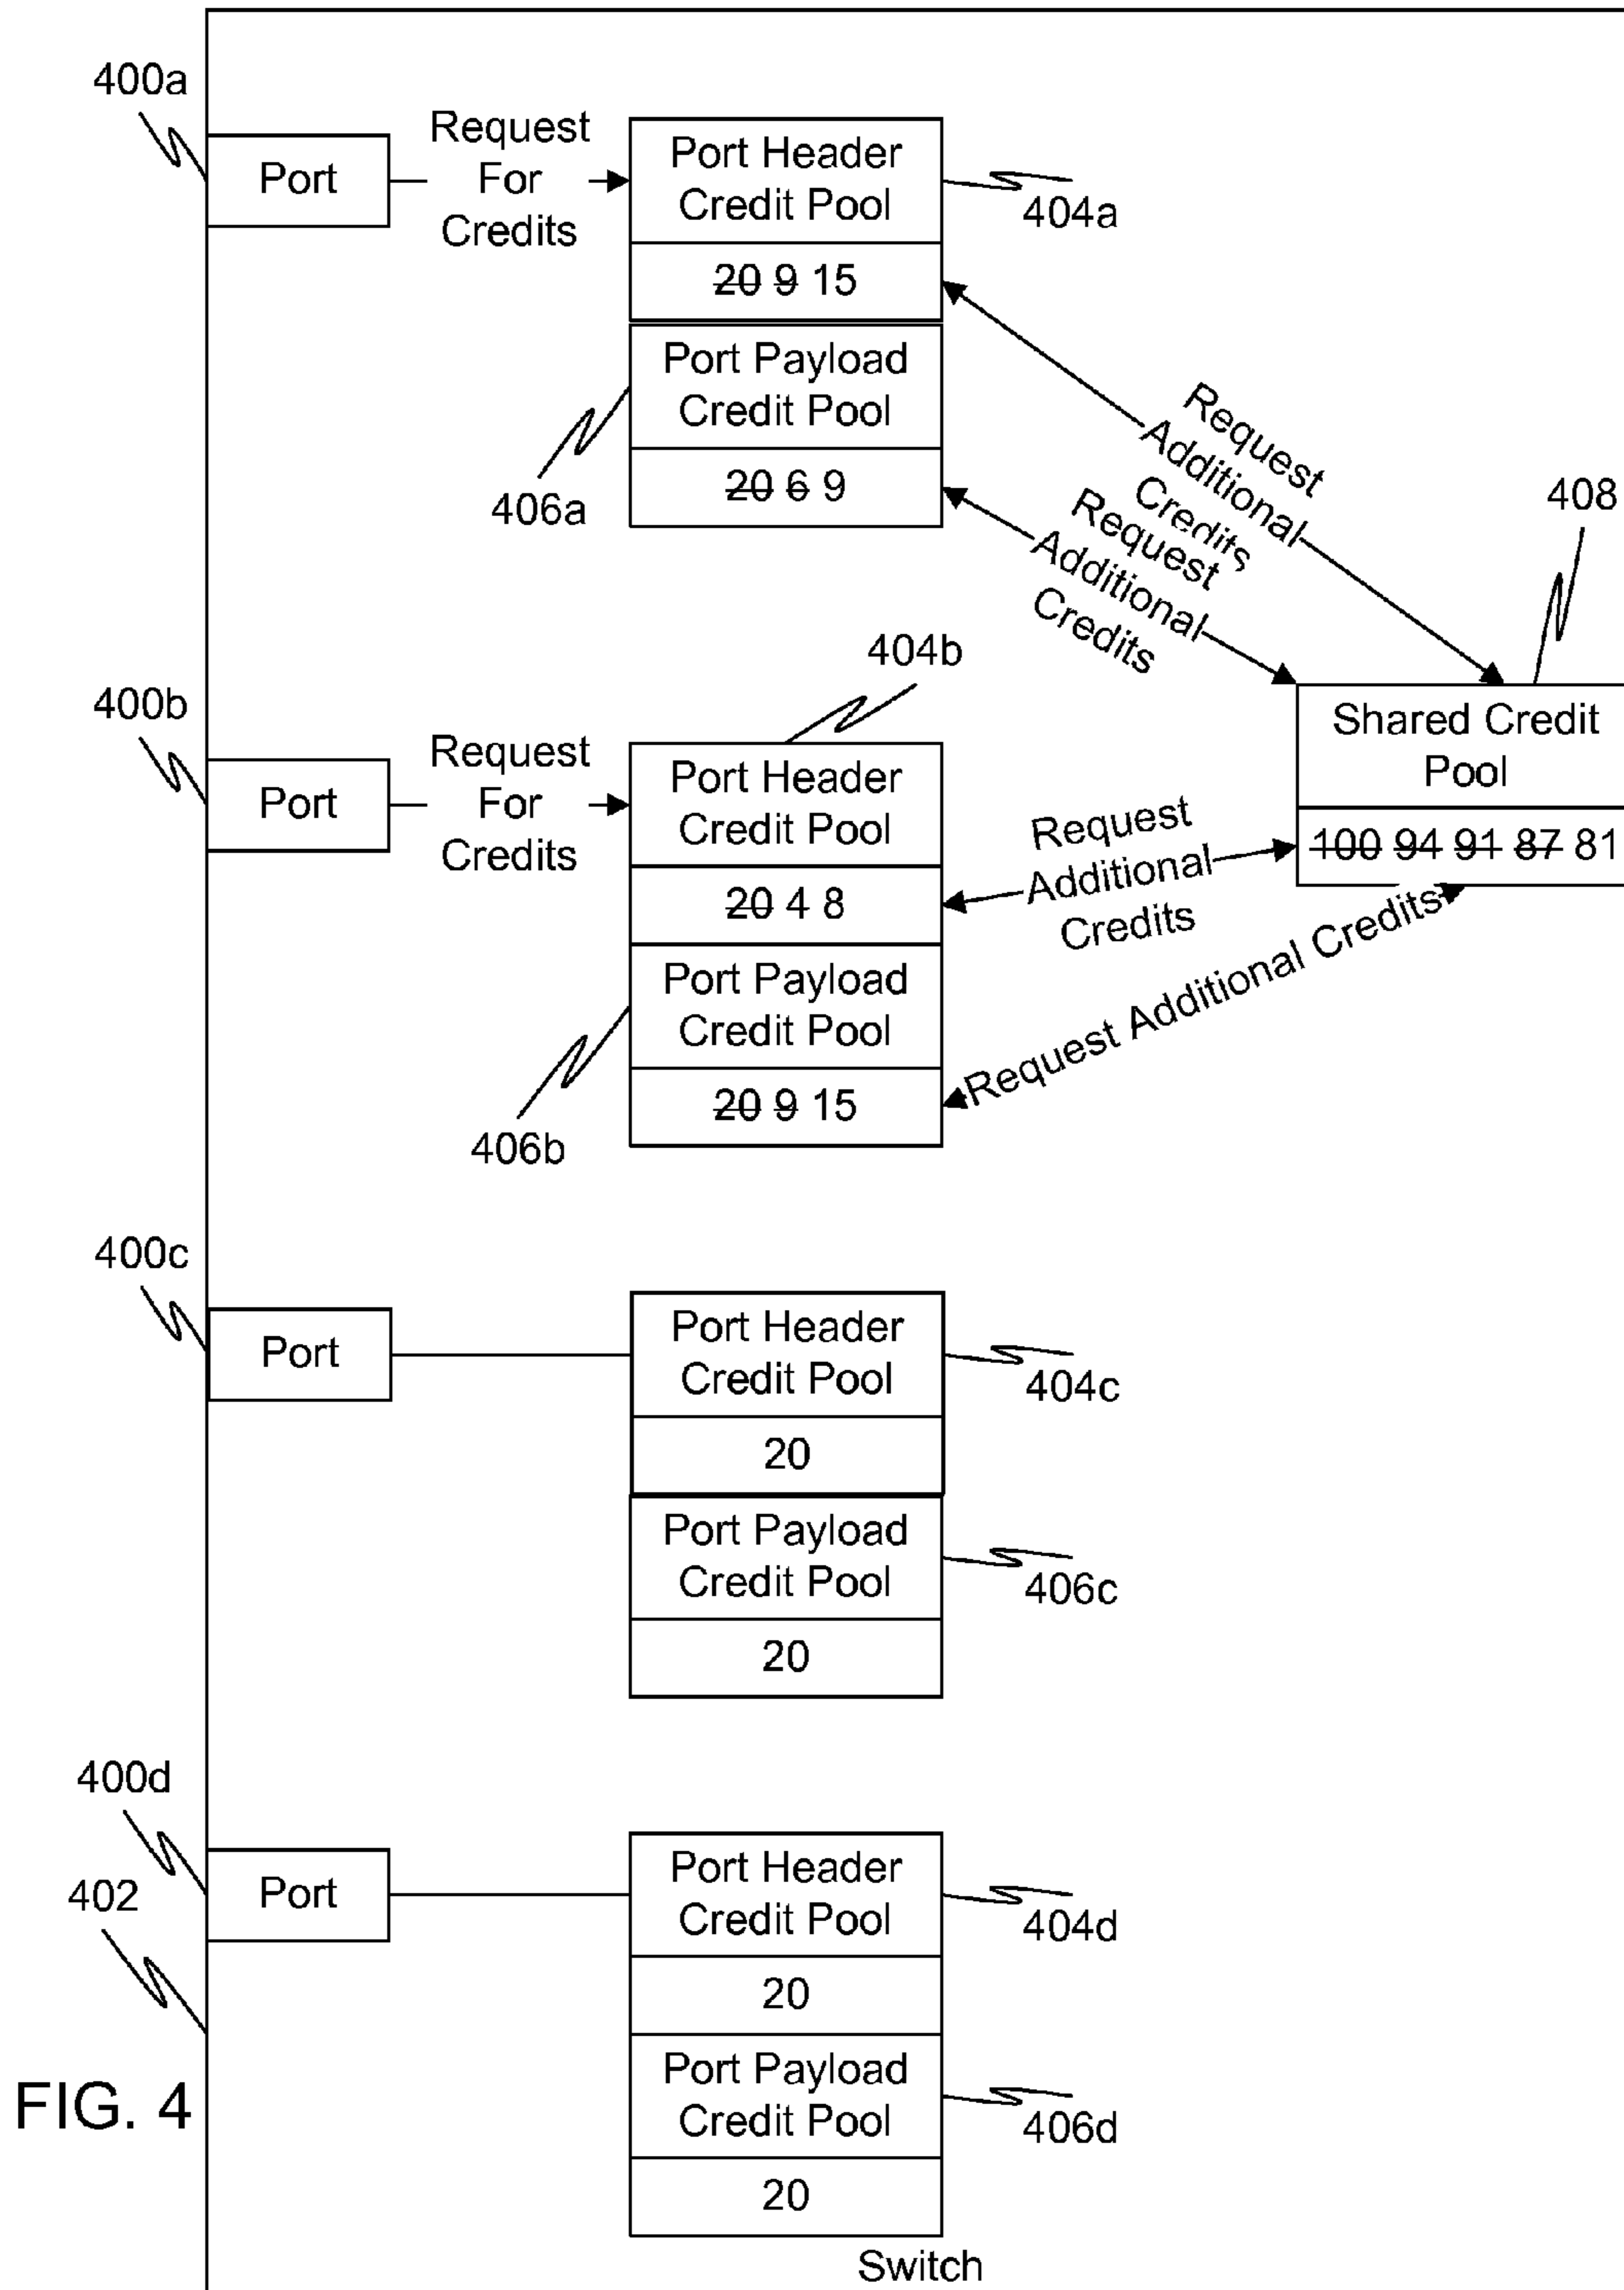 400a
Port
Request
For
Credits
Port Header
Credit Pool
404a
20 9 15
Port Payload
Credit Pool
406a
20 6 9
Request
Additional
Credits
Request
Additional
Credits
408
Shared Credit
Pool
100 94 91 87 81
400b
Port
Request
For
Credits
404b
Port Header
Credit Pool
20 4 8
Request
Additional
Credits
Port Payload
Credit Pool
406b
20 9 15
Request Additional Credits
400c
Port
Port Header
Credit Pool
404c
20
Port Payload
Credit Pool
406c
20
400d
402
Port
Port Header
Credit Pool
404d
20
Port Payload
Credit Pool
406d
20
Switch
FIG. 4